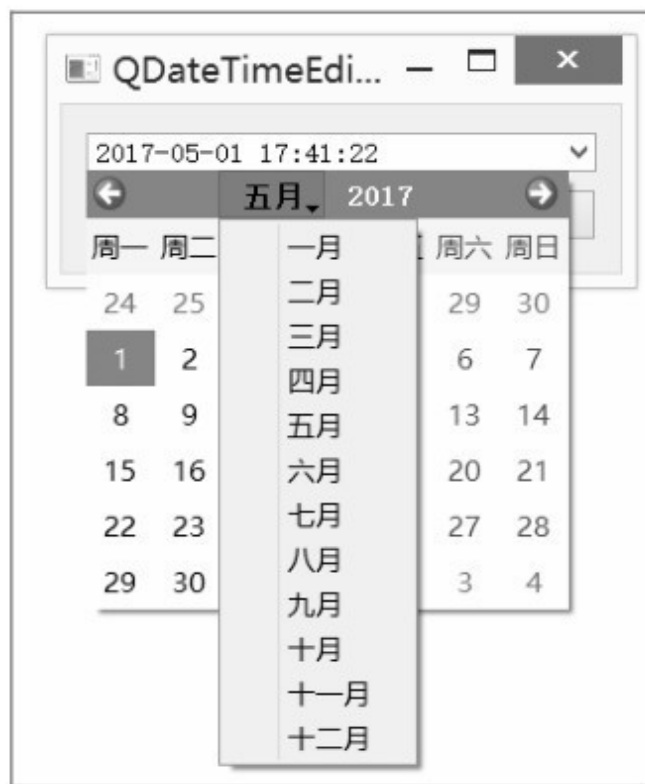 QDateTimeEdi...
2017-05-01 17:41:22
五月 2017
周一 周二 周六 周日
24 25 29 30
1 2 6 7
8 9 13 14
15 16 20 21
22 23 27 28
29 30 3 4
一月
二月
三月
四月
五月
六月
七月
八月
九月
十月
十一月
十二月